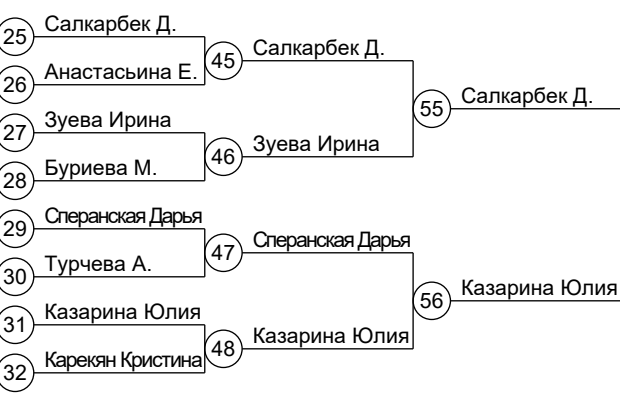 25 Салкарбек Д.
26 Анастасьина Е.
45 Салкарбек Д.
27 Зуева Ирина
28 Буриева М.
46 Зуева Ирина
55 Салкарбек Д.
29 Сперанская Дарья
30 Турчева А.
47 Сперанская Дарья
31 Казарина Юлия
32 Карекян Кристина
48 Казарина Юлия
56 Казарина Юлия